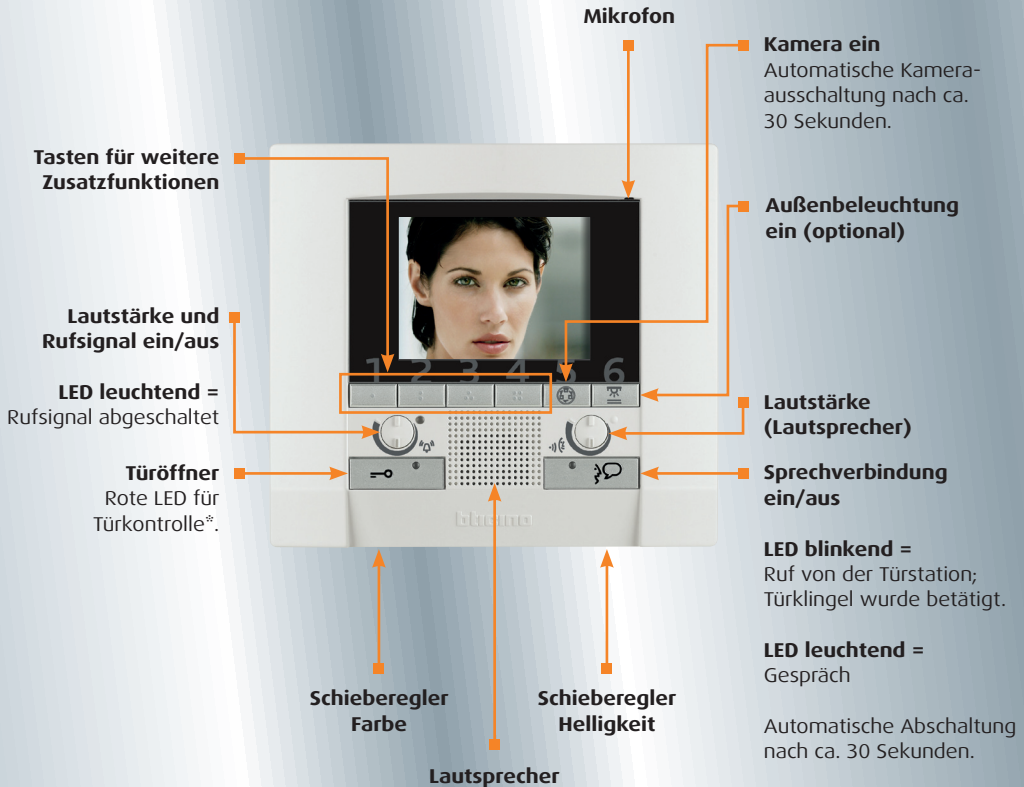 Mikrofon
Kamera ein
Automatische Kamera-
ausschaltung nach ca.
30 Sekunden.
Tasten für weitere
Zusatzfunktionen
Außenbeleuchtung
ein (optional)
Lautstärke und
Rufsignal ein/aus
LED leuchtend =
Rufsignal abgeschaltet
1 2 3 4 5 6
Lautstärke
(Lautsprecher)
Türöffner
Rote LED für
Türkontrolle*.
Sprechverbindung
ein/aus
bticino
LED blinkend =
Ruf von der Türstation;
Türklingel wurde betätigt.
LED leuchtend =
Gespräch
Automatische Abschaltung
nach ca. 30 Sekunden.
Schieberegler
Farbe
Schieberegler
Helligkeit
Lautsprecher